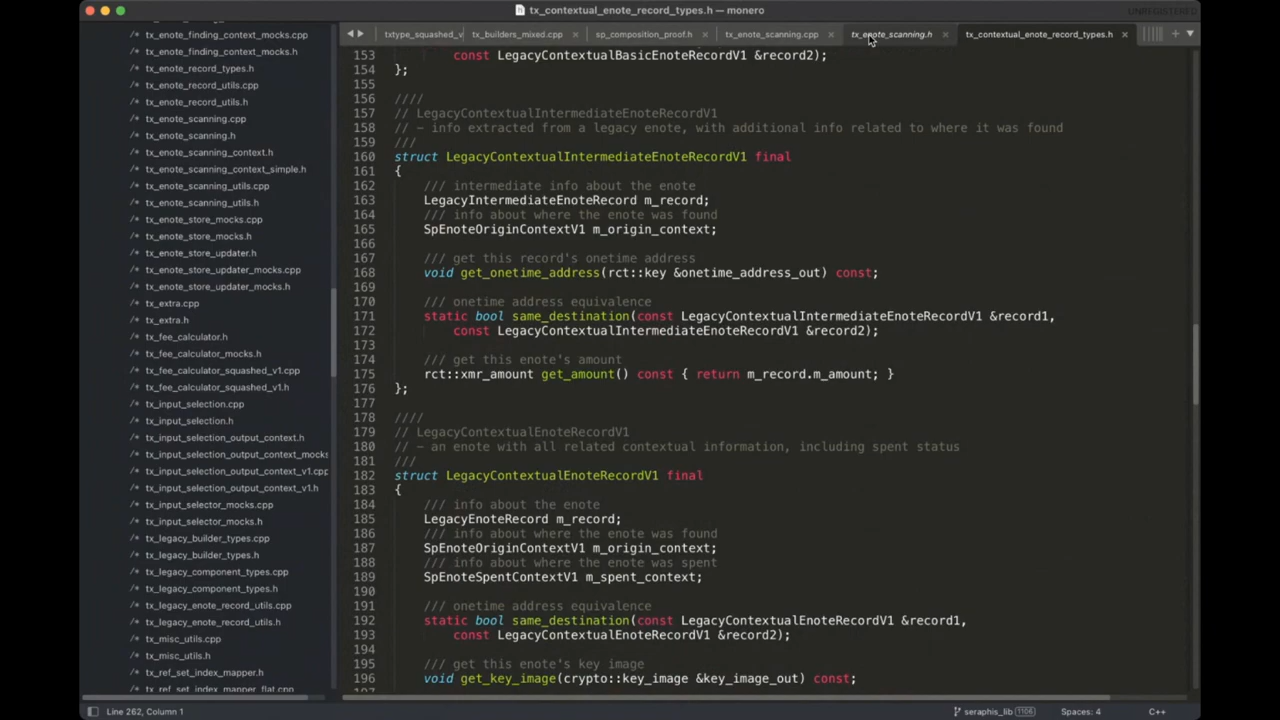 tx_contextual_enote_record_types.h — monero
UNREGISTERED
txtype_squashed_v
tx_builders_mixed.cpp
sp_composition_proof.h
tx_enote_scanning.cpp
tx_enote_scanning.h
tx_contextual_enote_record_types.h
/* tx_enote_finding_context_mocks.cpp
/* tx_enote_finding_context_mocks.h
/* tx_enote_record_types.h
/* tx_enote_record_utils.cpp
/* tx_enote_record_utils.h
/* tx_enote_scanning.cpp
/* tx_enote_scanning.h
/* tx_enote_scanning_context.h
/* tx_enote_scanning_context_simple.h
/* tx_enote_scanning_utils.cpp
/* tx_enote_scanning_utils.h
/* tx_enote_store_mocks.cpp
/* tx_enote_store_mocks.h
/* tx_enote_store_updater.h
/* tx_enote_store_updater_mocks.cpp
/* tx_enote_store_updater_mocks.h
/* tx_extra.cpp
/* tx_extra.h
/* tx_fee_calculator.h
/* tx_fee_calculator_mocks.h
/* tx_fee_calculator_squashed_v1.cpp
/* tx_fee_calculator_squashed_v1.h
/* tx_input_selection.cpp
/* tx_input_selection.h
/* tx_input_selection_output_context.h
/* tx_input_selection_output_context_mocks
/* tx_input_selection_output_context_v1.cpp
/* tx_input_selection_output_context_v1.h
/* tx_input_selector_mocks.cpp
/* tx_input_selector_mocks.h
/* tx_legacy_builder_types.cpp
/* tx_legacy_builder_types.h
/* tx_legacy_component_types.cpp
/* tx_legacy_component_types.h
/* tx_legacy_enote_record_utils.cpp
/* tx_legacy_enote_record_utils.h
/* tx_misc_utils.cpp
/* tx_misc_utils.h
/* tx_ref_set_index_mapper.h
/* tx_ref_set_index_mapper_flat.cpp
153 const LegacyContextualBasicEnoteRecordV1 &record2);
154 };
155
156 ////
157 // LegacyContextualIntermediateEnoteRecordV1
158 // - info extracted from a legacy enote, with additional info related to where it was found
159 ///
160 struct LegacyContextualIntermediateEnoteRecordV1 final
161 {
162 /// intermediate info about the enote
163 LegacyIntermediateEnoteRecord m_record;
164 /// info about where the enote was found
165 SpEnoteOriginContextV1 m_origin_context;
166
167 /// get this record's onetime address
168 void get_onetime_address(rct::key &onetime_address_out) const;
169
170 /// onetime address equivalence
171 static bool same_destination(const LegacyContextualIntermediateEnoteRecordV1 &record1,
172 const LegacyContextualIntermediateEnoteRecordV1 &record2);
173
174 /// get this enote's amount
175 rct::xmr_amount get_amount() const { return m_record.m_amount; }
176 };
177
178 ////
179 // LegacyContextualEnoteRecordV1
180 // - an enote with all related contextual information, including spent status
181 ///
182 struct LegacyContextualEnoteRecordV1 final
183 {
184 /// info about the enote
185 LegacyEnoteRecord m_record;
186 /// info about where the enote was found
187 SpEnoteOriginContextV1 m_origin_context;
188 /// info about where the enote was spent
189 SpEnoteSpentContextV1 m_spent_context;
190
191 /// onetime address equivalence
192 static bool same_destination(const LegacyContextualEnoteRecordV1 &record1,
193 const LegacyContextualEnoteRecordV1 &record2);
194
195 /// get this enote's key image
196 void get_key_image(crypto::key_image &key_image_out) const;
197
Line 262, Column 1
seraphis_lib 1106
Spaces: 4
C++